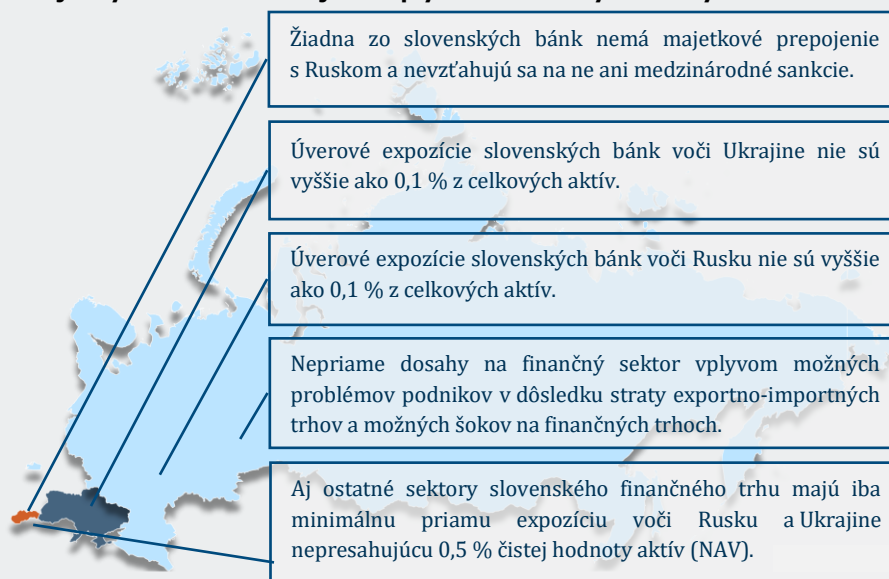 Žiadna zo slovenských bánk nemá majetkové prepojenie
s Ruskom a nevzťahujú sa na ne ani medzinárodné sankcie.
Úverové expozície slovenských bánk voči Ukrajine nie sú
vyššie ako 0,1 % z celkových aktív.
Úverové expozície slovenských bánk voči Rusku nie sú vyššie
ako 0,1 % z celkových aktív.
Nepriame dosahy na finančný sektor vplyvom možných
problémov podnikov v dôsledku straty exportno-importných
trhov a možných šokov na finančných trhoch.
Aj ostatné sektory slovenského finančného trhu majú iba
minimálnu priamu expozíciu voči Rusku a Ukrajine
nepresahujúcu 0,5 % čistej hodnoty aktív (NAV).